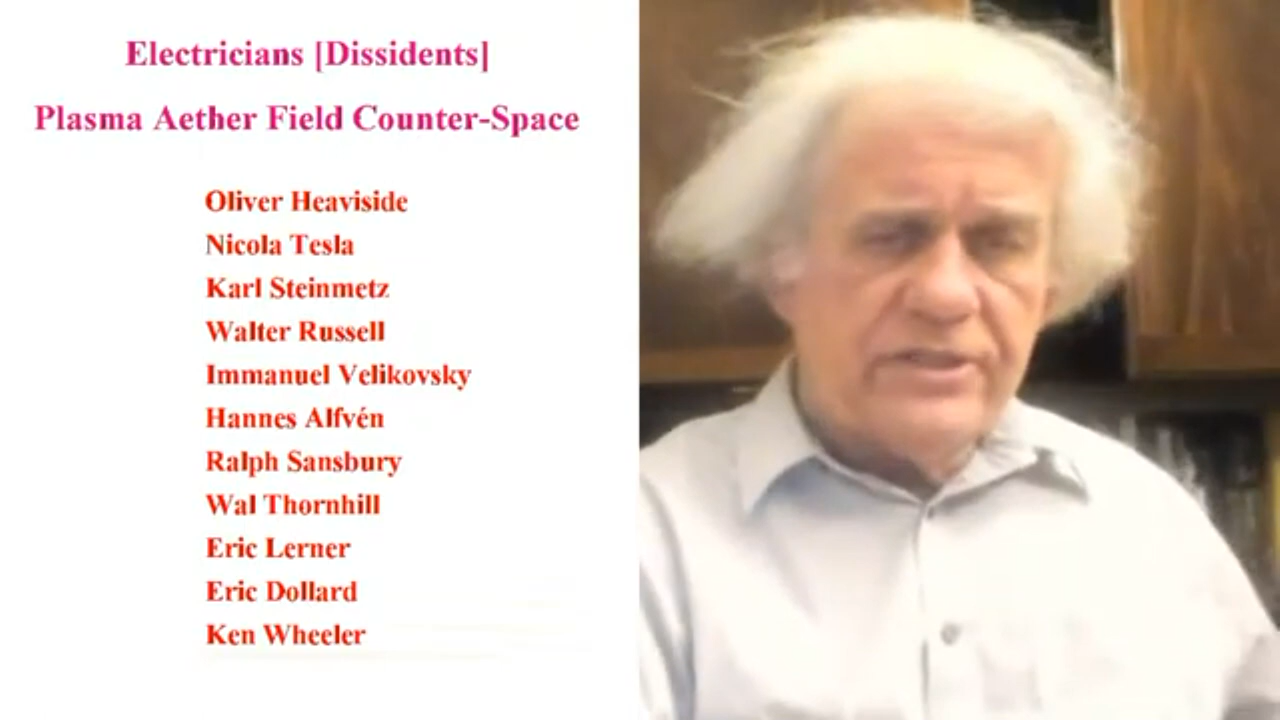 Electricians [Dissidents]
Plasma Aether Field Counter-Space
Oliver Heaviside
Nicola Tesla
Karl Steinmetz
Walter Russell
Immanuel Velikovsky
Hannes Alfvén
Ralph Sansbury
Wal Thornhill
Eric Lerner
Eric Dollard
Ken Wheeler